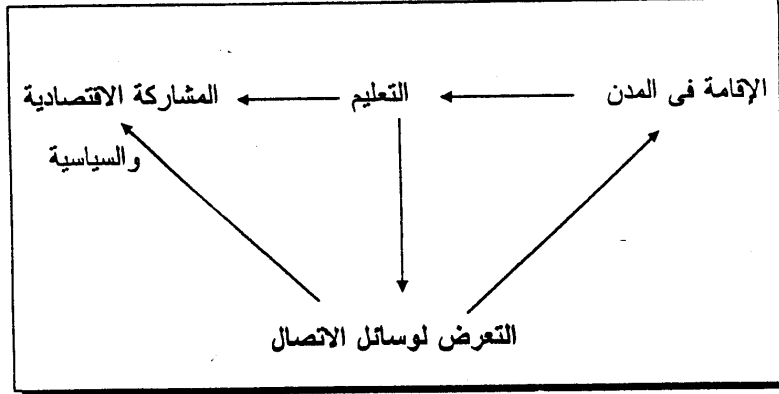 الإقامة فى المدن
التعليم
المشاركة الاقتصادية
والسياسية
التعرض لوسائل الاتصال